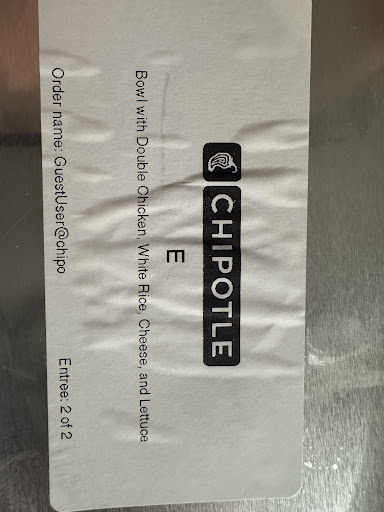 CHIPOTLE
E
Bowl with Double Chicken, White Rice, Cheese, and Lettuce
Order name: GuestUser@chipo.
Entree: 2 of 2